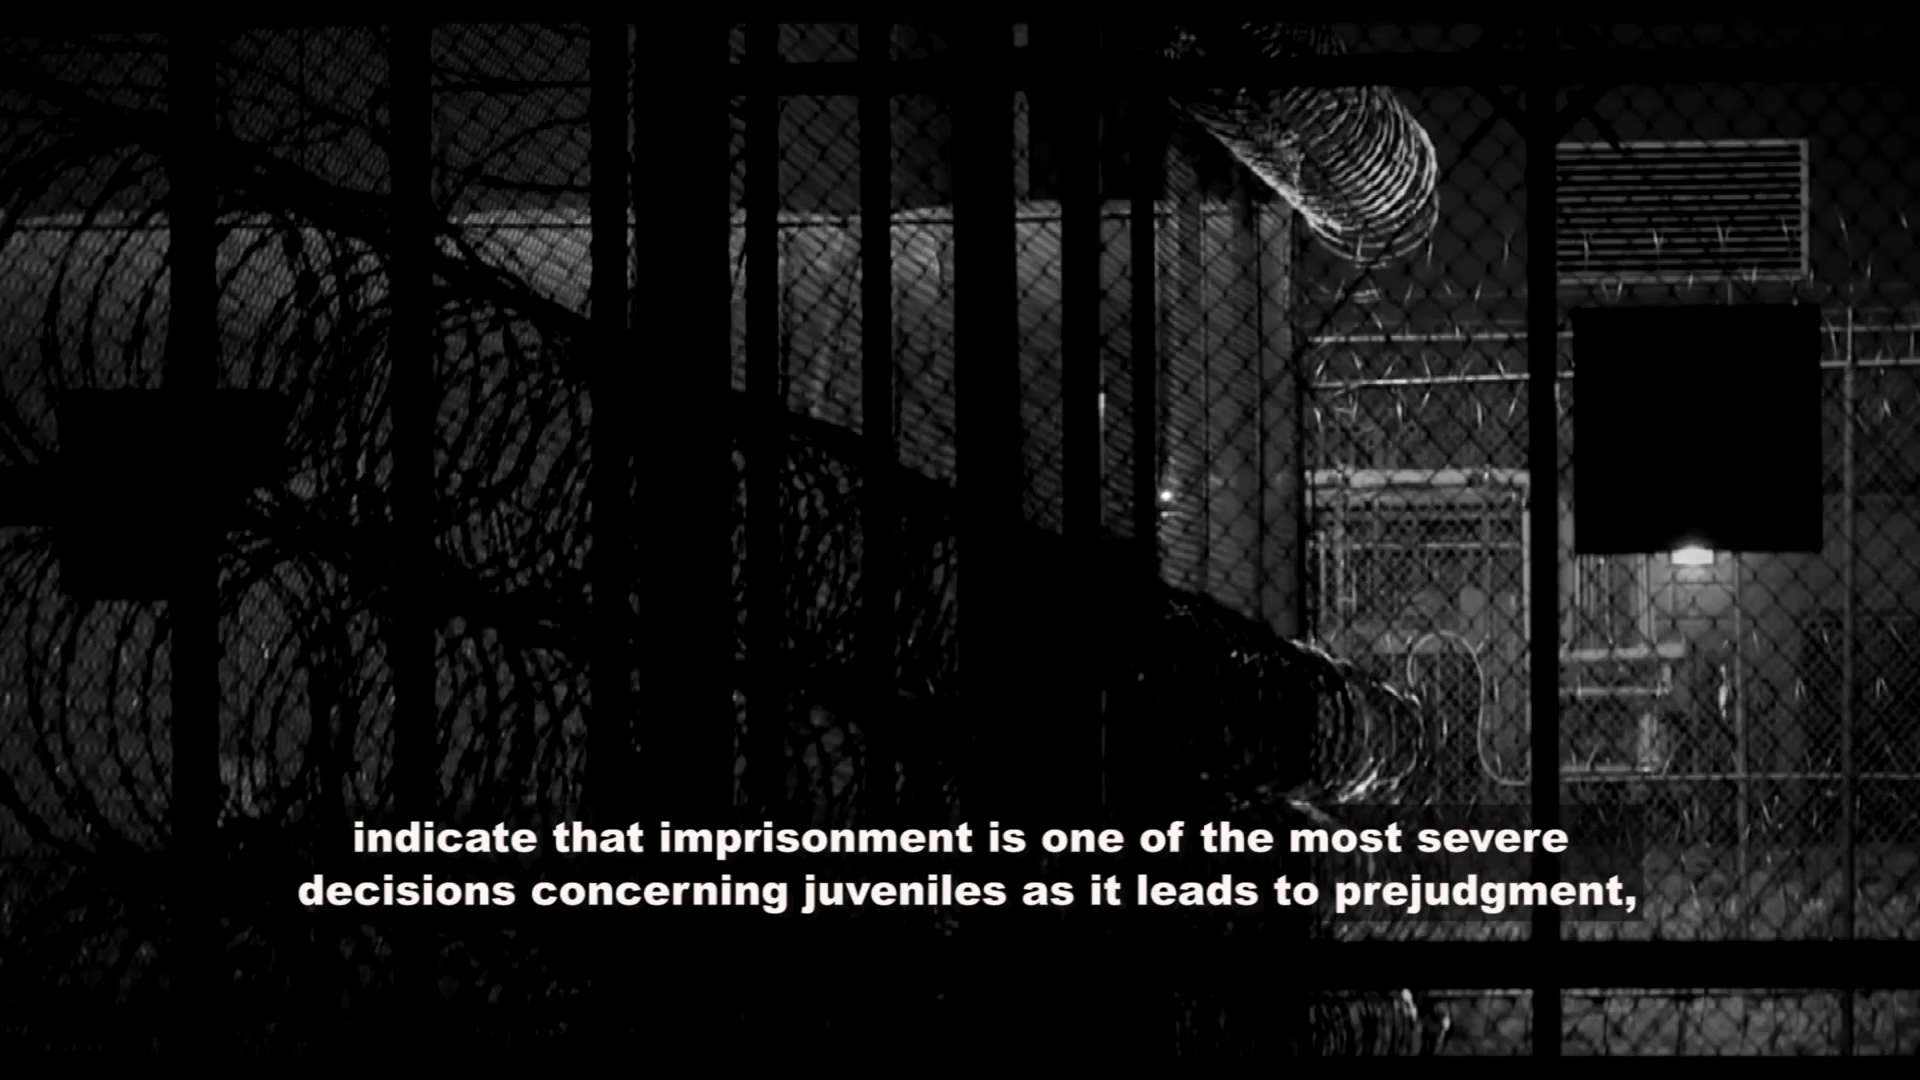 indicate that imprisonment is one of the most severe
decisions concerning juveniles as it leads to prejudgment,